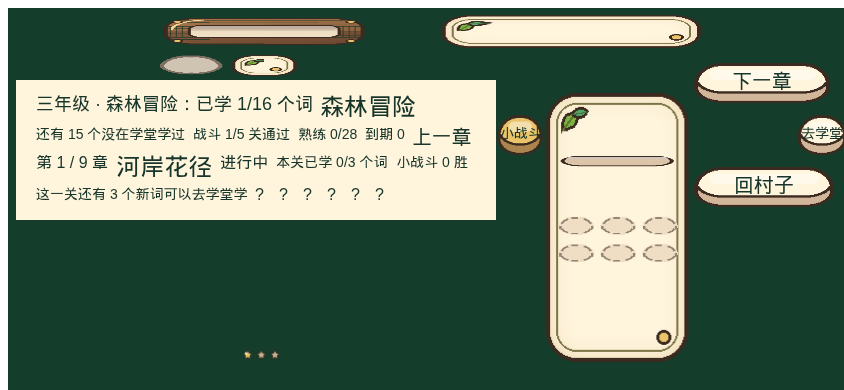 三年级 · 森林冒险：已学 1/16 个词 森林冒险
还有 15 个没在学堂学过 战斗 1/5 关通过 熟练 0/28 到期 0 上一章
第 1 / 9 章 河岸花径 进行中 本关已学 0/3 个词 小战斗 0 胜
这一关还有 3 个新词可以去学堂学 ? ? ? ? ? ?
小战斗
下一章
去学堂
回村子